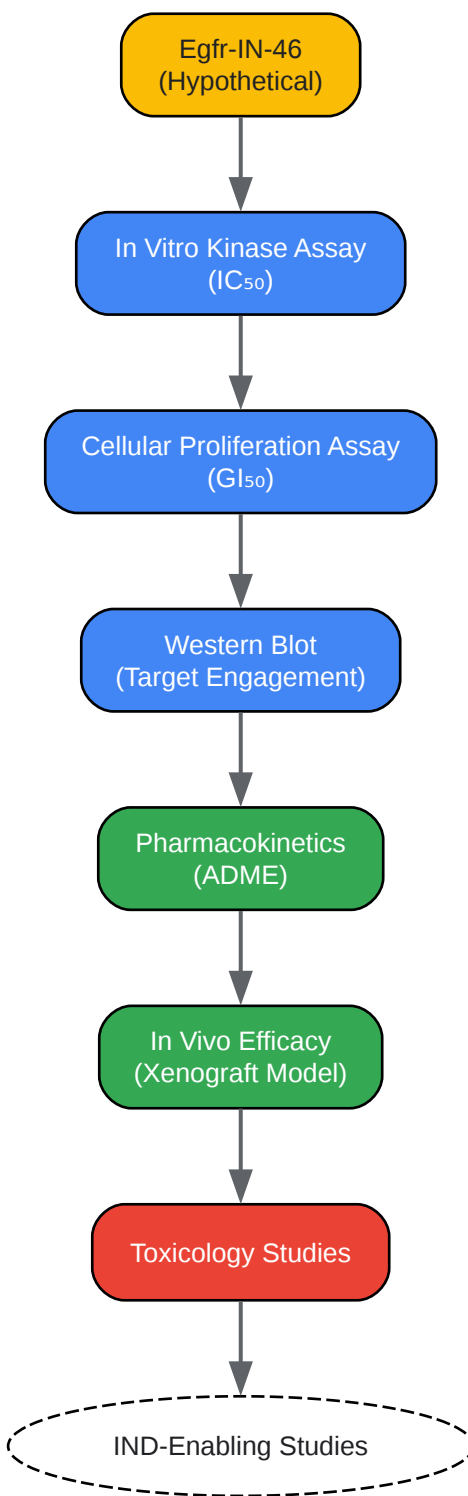 Egfr-IN-46
(Hypothetical)
In Vitro Kinase Assay
(IC₅₀)
Cellular Proliferation Assay
(GI₅₀)
Western Blot
(Target Engagement)
Pharmacokinetics
(ADME)
In Vivo Efficacy
(Xenograft Model)
Toxicology Studies
IND-Enabling Studies